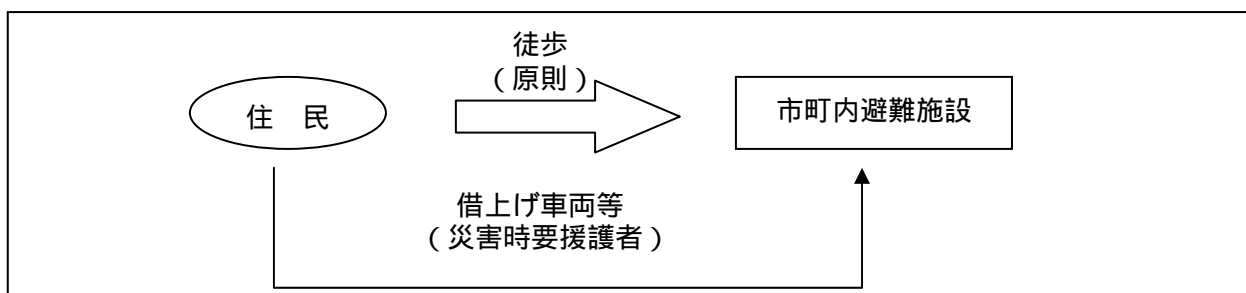 徒歩
（原則）
住　民
市町内避難施設
借上げ車両等
（災害時要援護者）